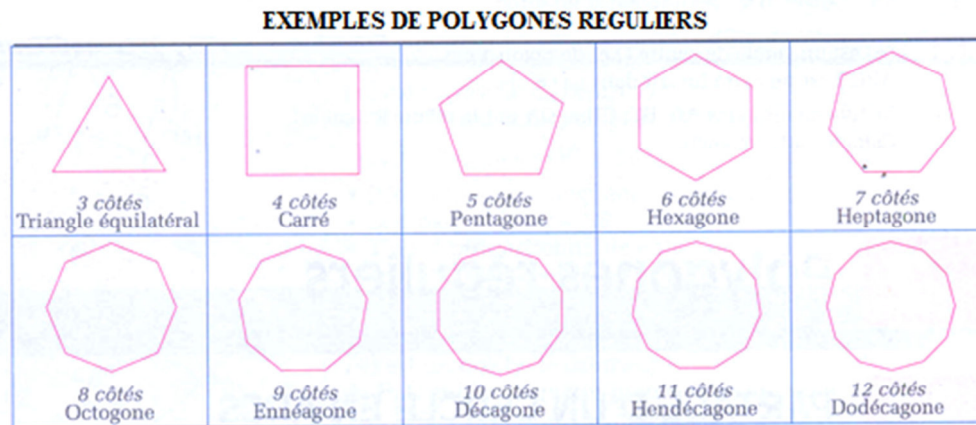 EXEMPLES DE POLYGONES REGULIERS
3 côtés
Triangle équilatéral
4 côtés
Carré
5 côtés
Pentagone
6 côtés
Hexagone
7 côtés
Heptagone
8 côtés
Octogone
9 côtés
Ennéagone
10 côtés
Décagone
11 côtés
Hendécagone
12 côtés
Dodécagone